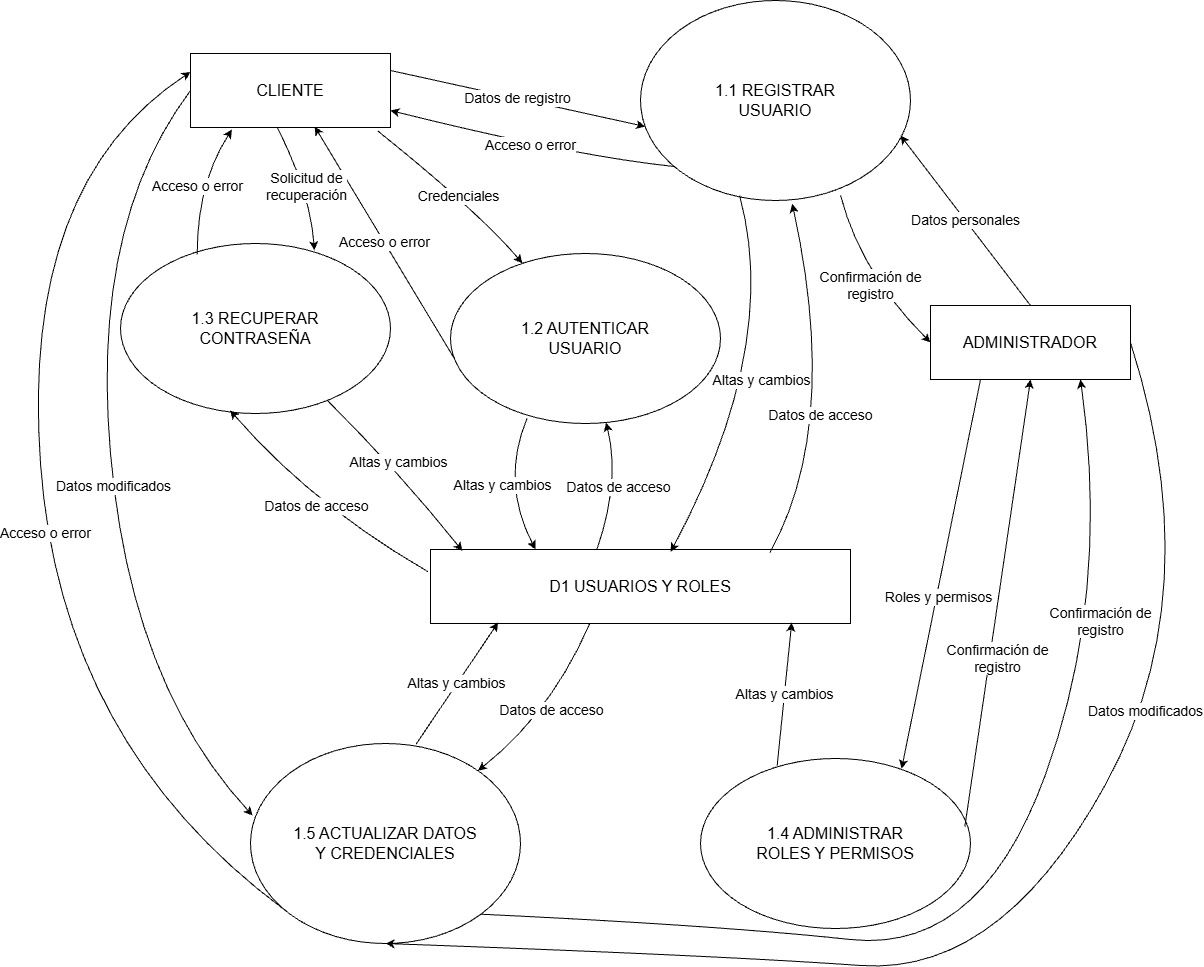 CLIENTE
1.1 REGISTRAR
USUARIO
Datos de registro
Acceso o error
Acceso o error
Solicitud de
recuperación
Credenciales
Acceso o error
Datos personales
Confirmación de
registro
1.3 RECUPERAR
CONTRASEÑA
1.2 AUTENTICAR
USUARIO
ADMINISTRADOR
Altas y cambios
Datos de acceso
Altas y cambios
Datos modificados
Altas y cambios
Datos de acceso
Datos de acceso
Acceso o error
D1 USUARIOS Y ROLES
Roles y permisos
Confirmación de
registro
Confirmación de
registro
Altas y cambios
Altas y cambios
Datos de acceso
Datos modificados
1.5 ACTUALIZAR DATOS
Y CREDENCIALES
1.4 ADMINISTRAR
ROLES Y PERMISOS